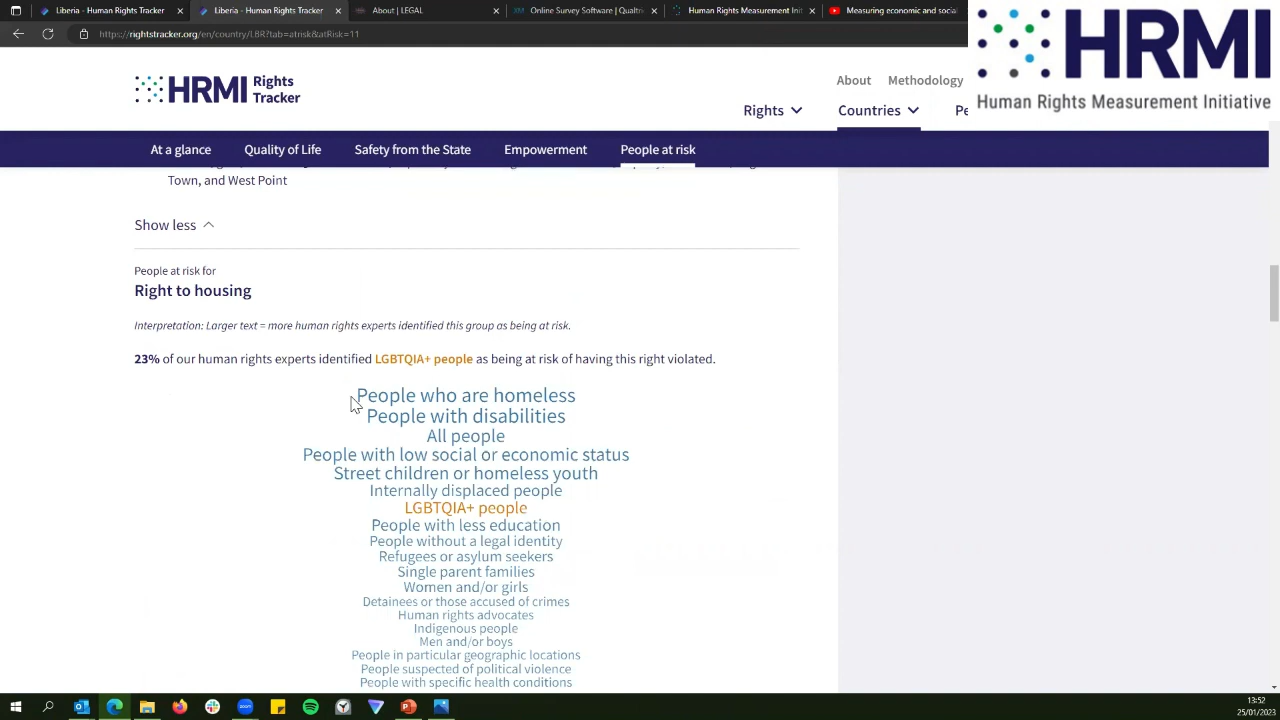 Liberia - Human Rights Tracker
Liberia - Human Rights Tracker
About | LEGAL
Online Survey Software | Qualtri
Human Rights Measurement Init
Measuring economic and social
https://rightstracker.org/en/country/LBR?tab=atrisk&atRisk=11
HRMI
Human Rights Measurement Initiative
HRMI Rights
Tracker
About Methodology
Rights Countries Pe
At a glance Quality of Life Safety from the State Empowerment People at risk
Town, and West Point
Show less
People at risk for
Right to housing
Interpretation: Larger text = more human rights experts identified this group as being at risk.
23% of our human rights experts identified LGBTQIA+ people as being at risk of having this right violated.
People who are homeless
People with disabilities
All people
People with low social or economic status
Street children or homeless youth
Internally displaced people
LGBTQIA+ people
People with less education
People without a legal identity
Refugees or asylum seekers
Single parent families
Women and/or girls
Detainees or those accused of crimes
Human rights advocates
Indigenous people
Men and/or boys
People in particular geographic locations
People suspected of political violence
People with specific health conditions
13:52
25/01/2023